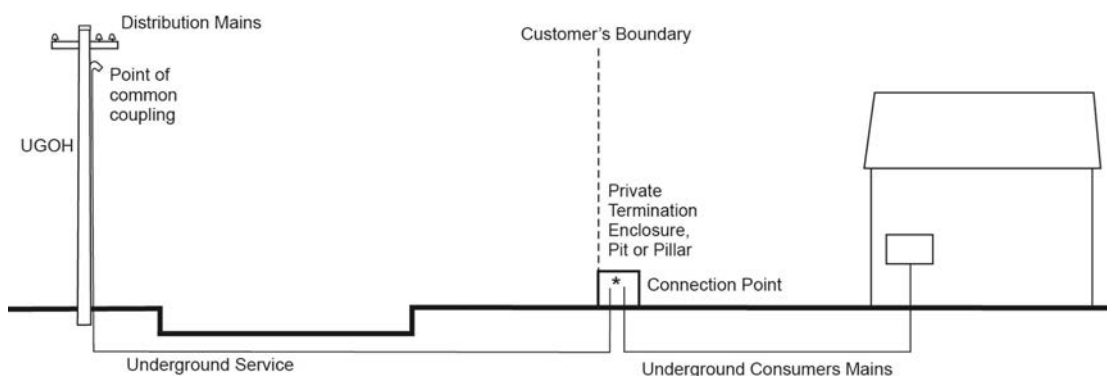 Distribution Mains
Customer's Boundary
Point of
common
coupling
UGOH
Private
Termination
Enclosure,
Pit or Pillar
*
Connection Point
Underground Service
Underground Consumers Mains